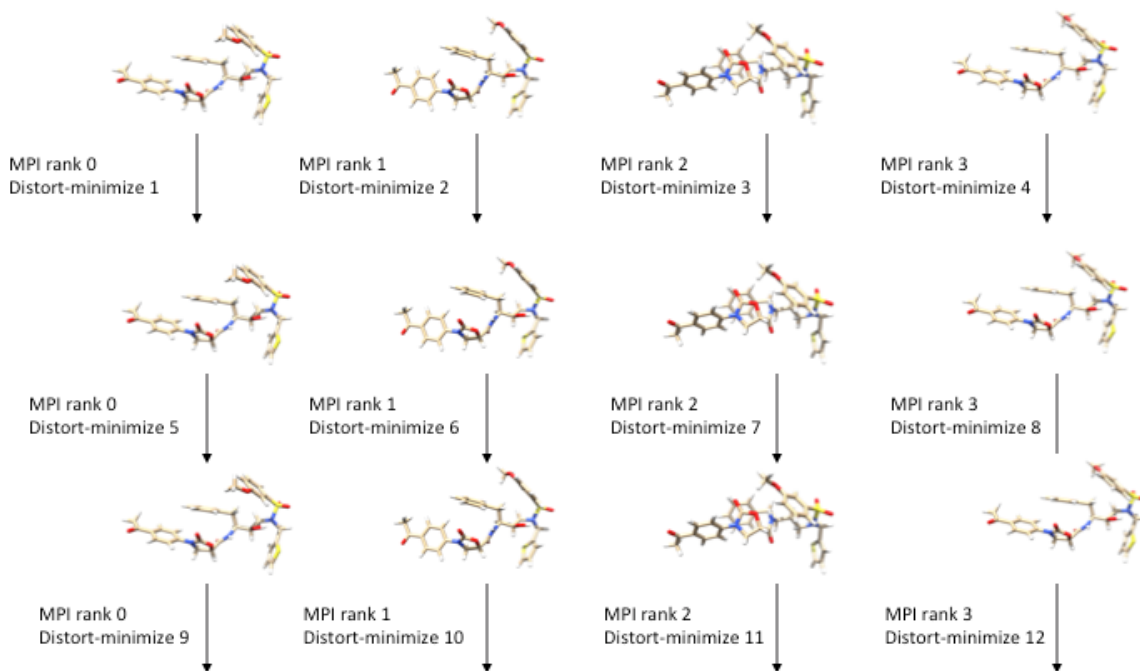 MPI rank 0
Distort-minimize 1
MPI rank 1
Distort-minimize 2
MPI rank 2
Distort-minimize 3
MPI rank 3
Distort-minimize 4
MPI rank 0
Distort-minimize 5
MPI rank 1
Distort-minimize 6
MPI rank 2
Distort-minimize 7
MPI rank 3
Distort-minimize 8
MPI rank 0
Distort-minimize 9
MPI rank 1
Distort-minimize 10
MPI rank 2
Distort-minimize 11
MPI rank 3
Distort-minimize 12